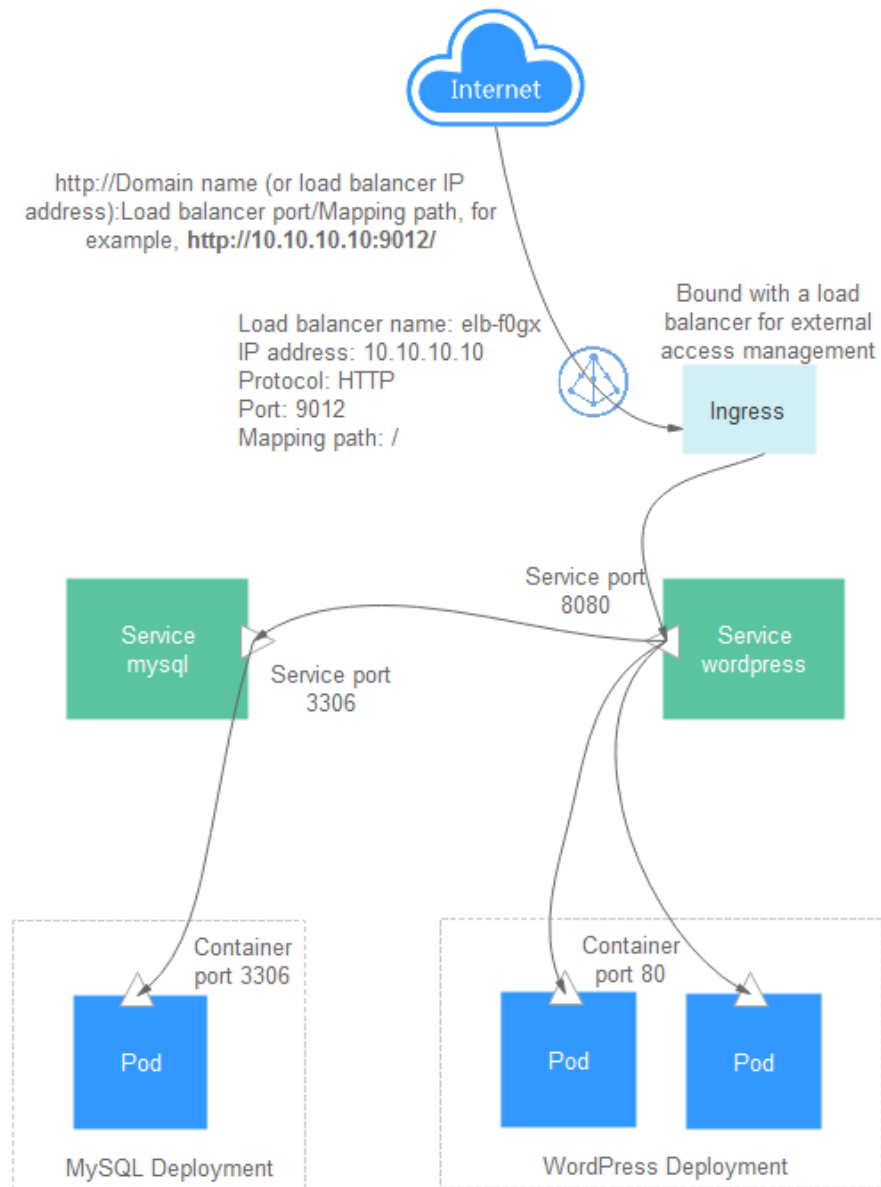 Internet
http://Domain name (or load balancer IP
address):Load balancer port/Mapping path, for
example, http://10.10.10.10:9012/
Load balancer name: elb-f0gx
IP address: 10.10.10.10
Protocol: HTTP
Port: 9012
Mapping path: /
Bound with a load
balancer for external
access management
Ingress
Service port
8080
Service
mysql
Service port
3306
Service
wordpress
Container
port 3306
Pod
MySQL Deployment
Container
port 80
Pod
Pod
WordPress Deployment